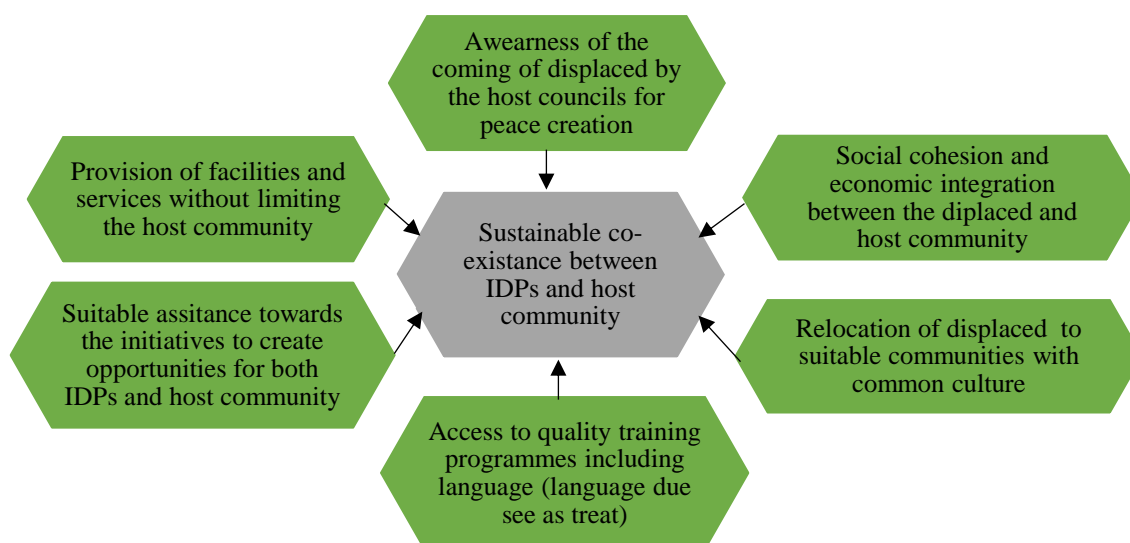 Awearness of the
coming of displaced by
the host councils for
peace creation
Provision of facilities and
services without limiting
the host community
Social cohesion and
economic integration
between the diplaced and
host community
Sustainable co-
existance between
IDPs and host
community
Suitable assitance towards
the initiatives to create
opportunities for both
IDPs and host community
Relocation of displaced to
suitable communities with
common culture
Access to quality training
programmes including
language (language due
see as treat)